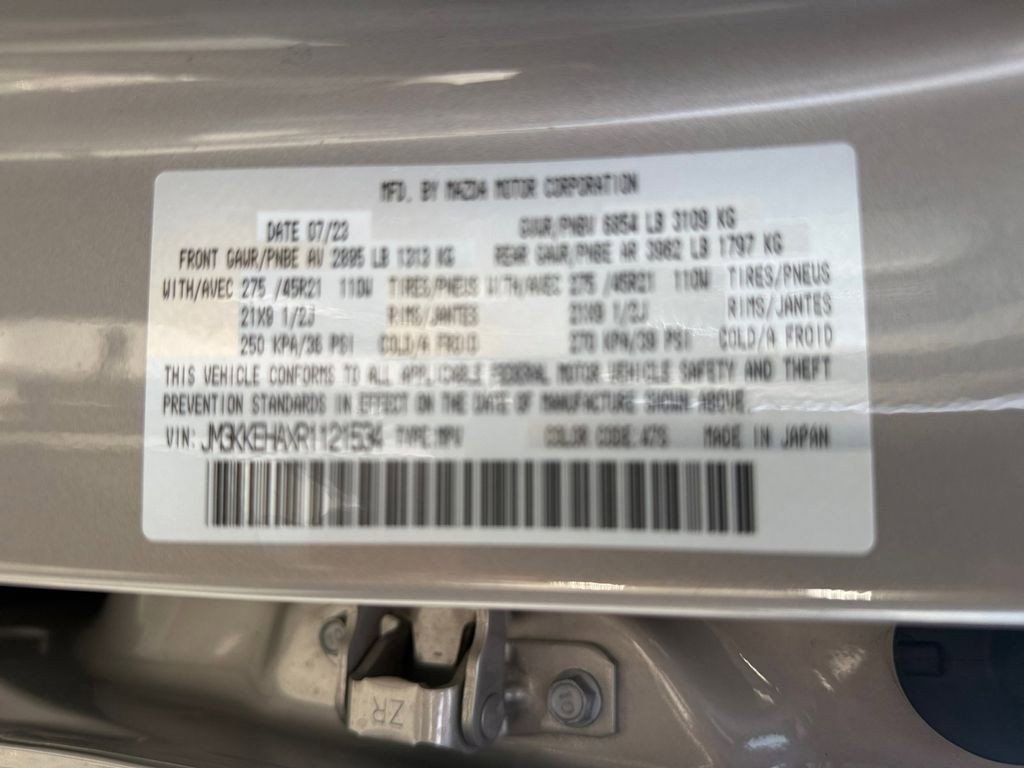 MFD. BY MAZDA MOTOR CORPORATION
DATE 07/23 GVWR/PNBV 6854 LB 3109 KG
FRONT GAWR/PNBE AV 2895 LB 1313 KG REAR GAWR/PNBE AR 3962 LB 1797 KG
WITH/AVEC 275 /45R21 110W TIRES/PNEUS WITH/AVEC 275 /45R21 110W TIRES/PNEUS
21X9 1/2J RIMS/JANTES 21X9 1/2J RIMS/JANTES
250 KPA/36 PSI COLD/A FROID 270 KPA/39 PSI COLD/A FROID
THIS VEHICLE CONFORMS TO ALL APPLICABLE FEDERAL MOTOR VEHICLE SAFETY AND THEFT
PREVENTION STANDARDS IN EFFECT ON THE DATE OF MANUFACTURE SHOWN ABOVE.
VIN: JM3KKEHAXR1121534 TYPE:MPV COLOR CODE:47S MADE IN JAPAN
ZR